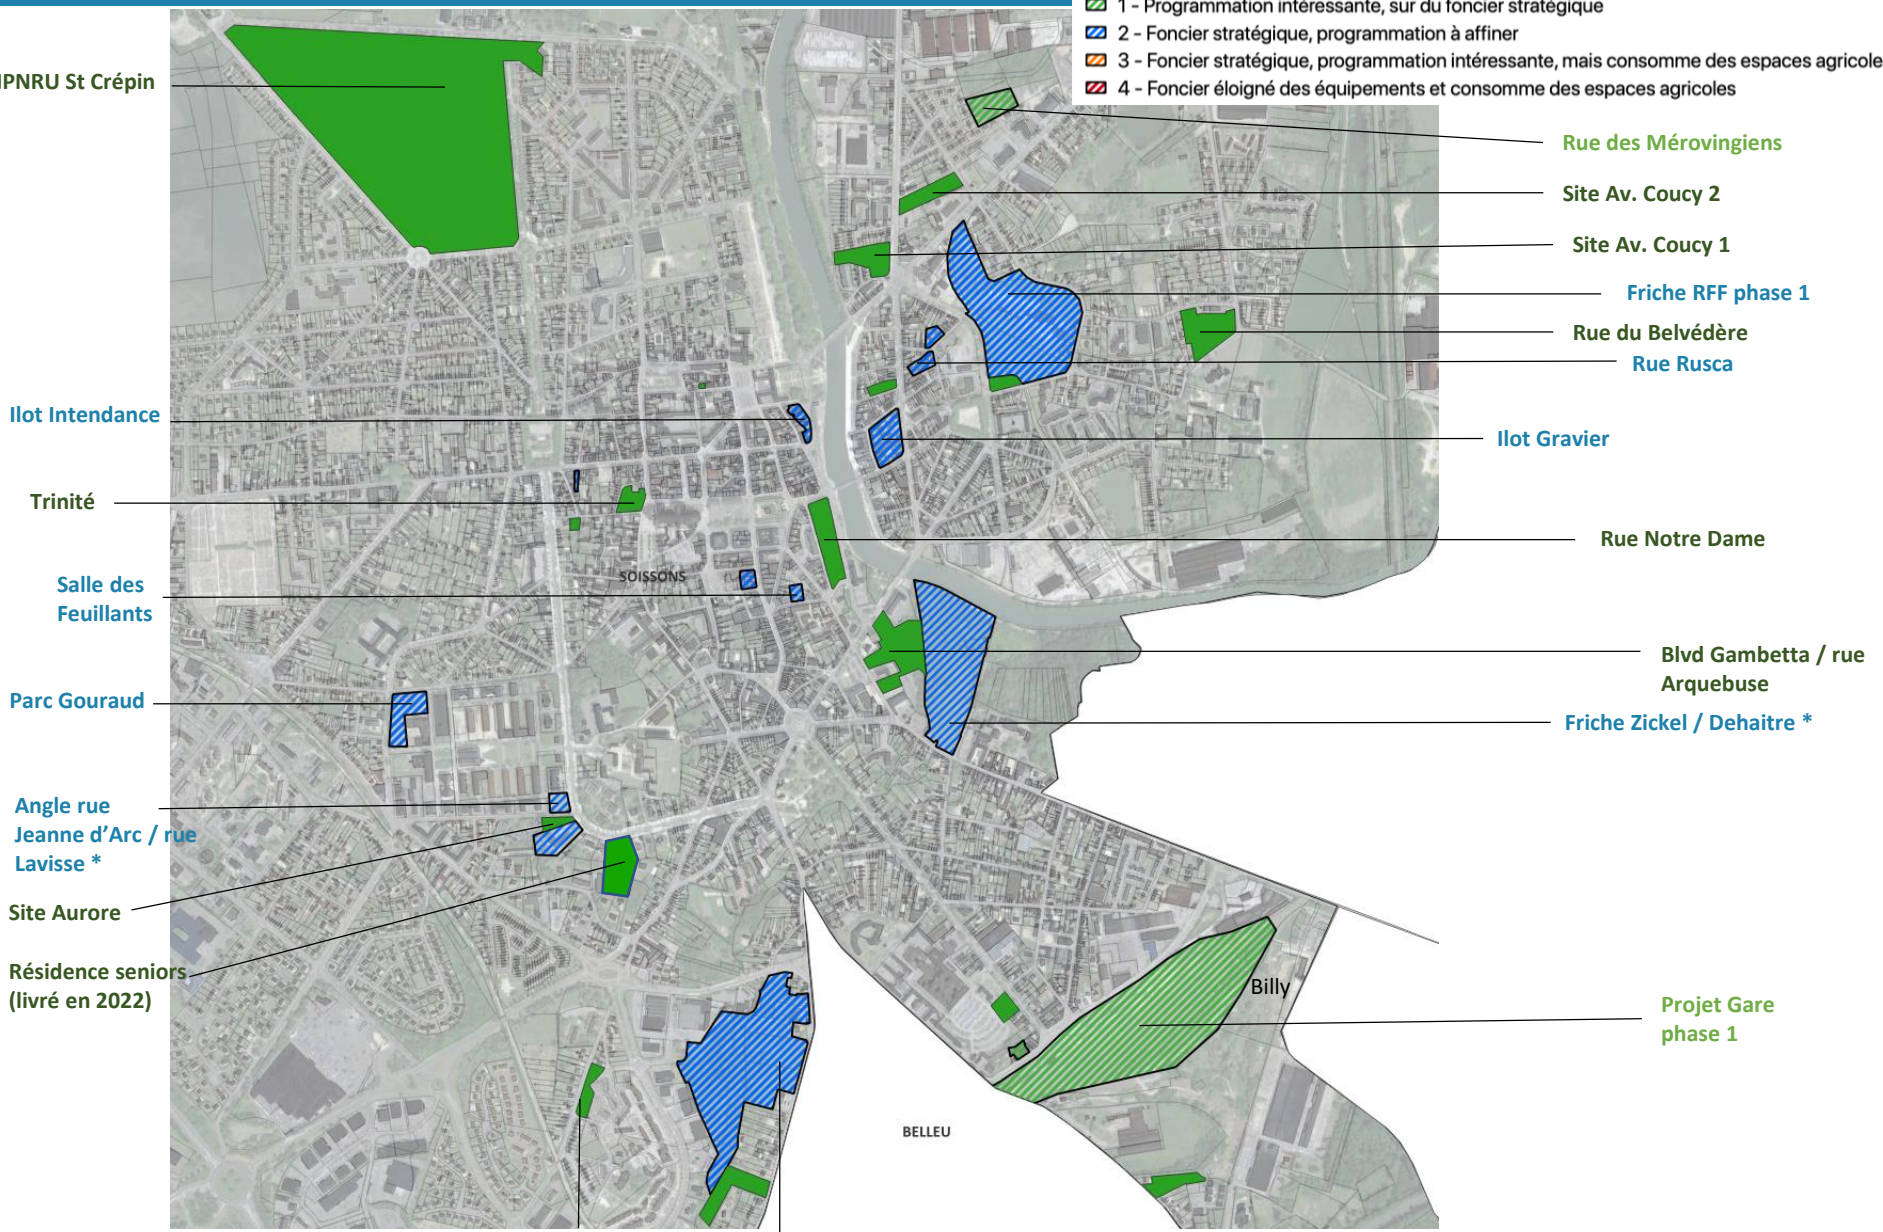 1 - Programmation intéressante, sur du foncier stratégique
2 - Foncier stratégique, programmation à affiner
3 - Foncier stratégique, programmation intéressante, mais consomme des espaces agricole
4 - Foncier éloigné des équipements et consomme des espaces agricoles
NPNRU St Crépin
Rue des Mérovingiens
Site Av. Coucy 2
Site Av. Coucy 1
Friche RFF phase 1
Rue du Belvédère
Rue Rusca
Ilot Intendance
Ilot Gravier
Trinité
Rue Notre Dame
SOISSONS
Salle des
Feuillants
Blvd Gambetta / rue
Arquebuse
Parc Gouraud
Friche Zickel / Dehaitre *
Angle rue
Jeanne d'Arc / rue
Lavisse *
Site Aurore
Résidence seniors
(livré en 2022)
Billy
Projet Gare
phase 1
BELLEU